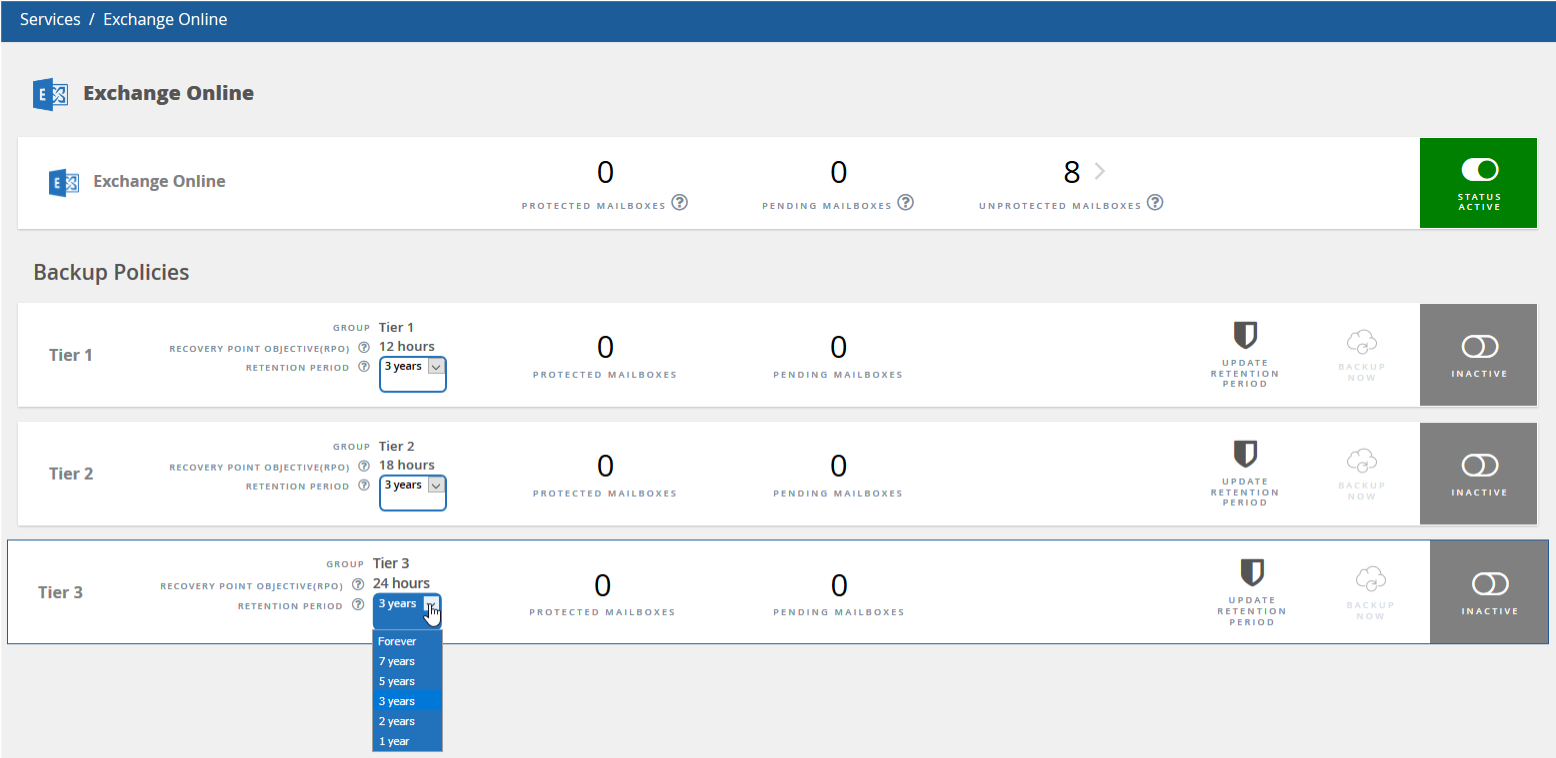 Services / Exchange Online
Exchange Online
Exchange Online
0
PROTECTED MAILBOXES
0
PENDING MAILBOXES
8
UNPROTECTED MAILBOXES
STATUS
ACTIVE
Backup Policies
Tier 1
GROUP Tier 1
RECOVERY POINT OBJECTIVE(RPO) 12 hours
RETENTION PERIOD 3 years
0
PROTECTED MAILBOXES
0
PENDING MAILBOXES
UPDATE
RETENTION
PERIOD
BACKUP
NOW
INACTIVE
Tier 2
GROUP Tier 2
RECOVERY POINT OBJECTIVE(RPO) 18 hours
RETENTION PERIOD 3 years
0
PROTECTED MAILBOXES
0
PENDING MAILBOXES
UPDATE
RETENTION
PERIOD
BACKUP
NOW
INACTIVE
Tier 3
GROUP Tier 3
RECOVERY POINT OBJECTIVE(RPO) 24 hours
RETENTION PERIOD 3 years
Forever
7 years
5 years
3 years
2 years
1 year
0
PROTECTED MAILBOXES
0
PENDING MAILBOXES
UPDATE
RETENTION
PERIOD
BACKUP
NOW
INACTIVE